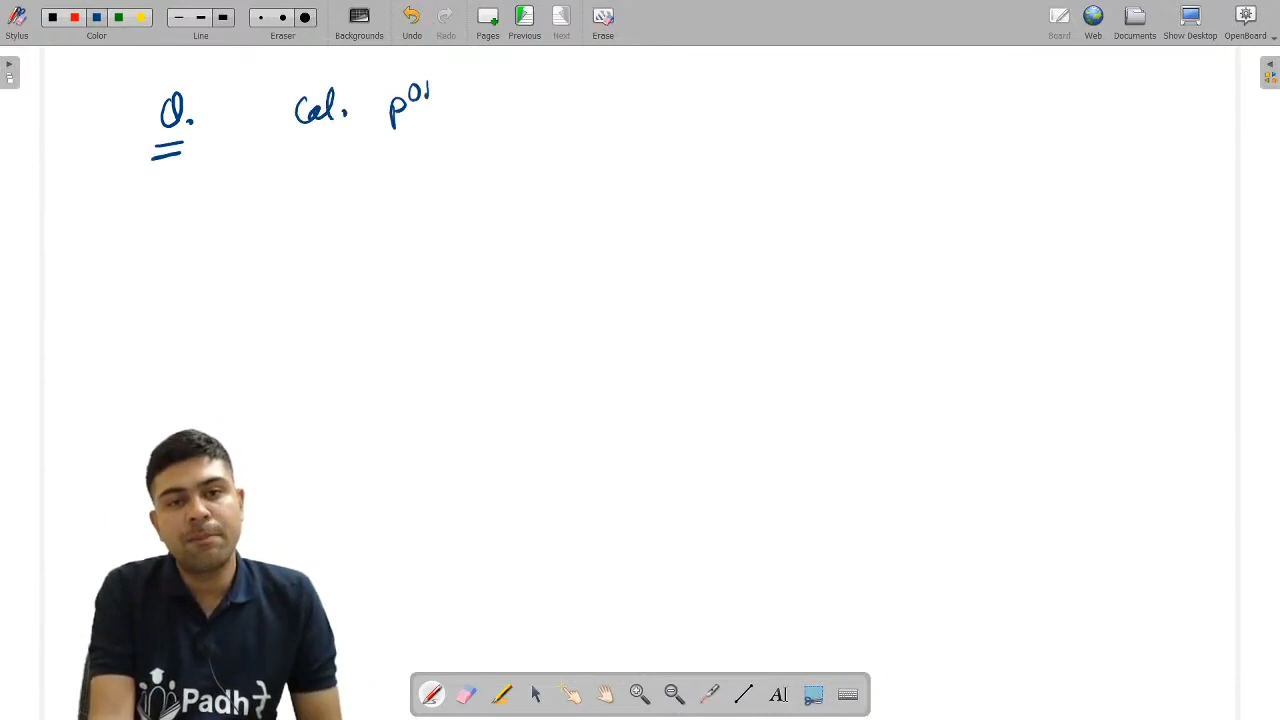 Stylus
Color
Line
Eraser
Backgrounds
Undo
Redo
Pages
Previous
Next
Erase
Board
Web
Documents
Show Desktop
OpenBoard
Q. Cal.
Padh रे